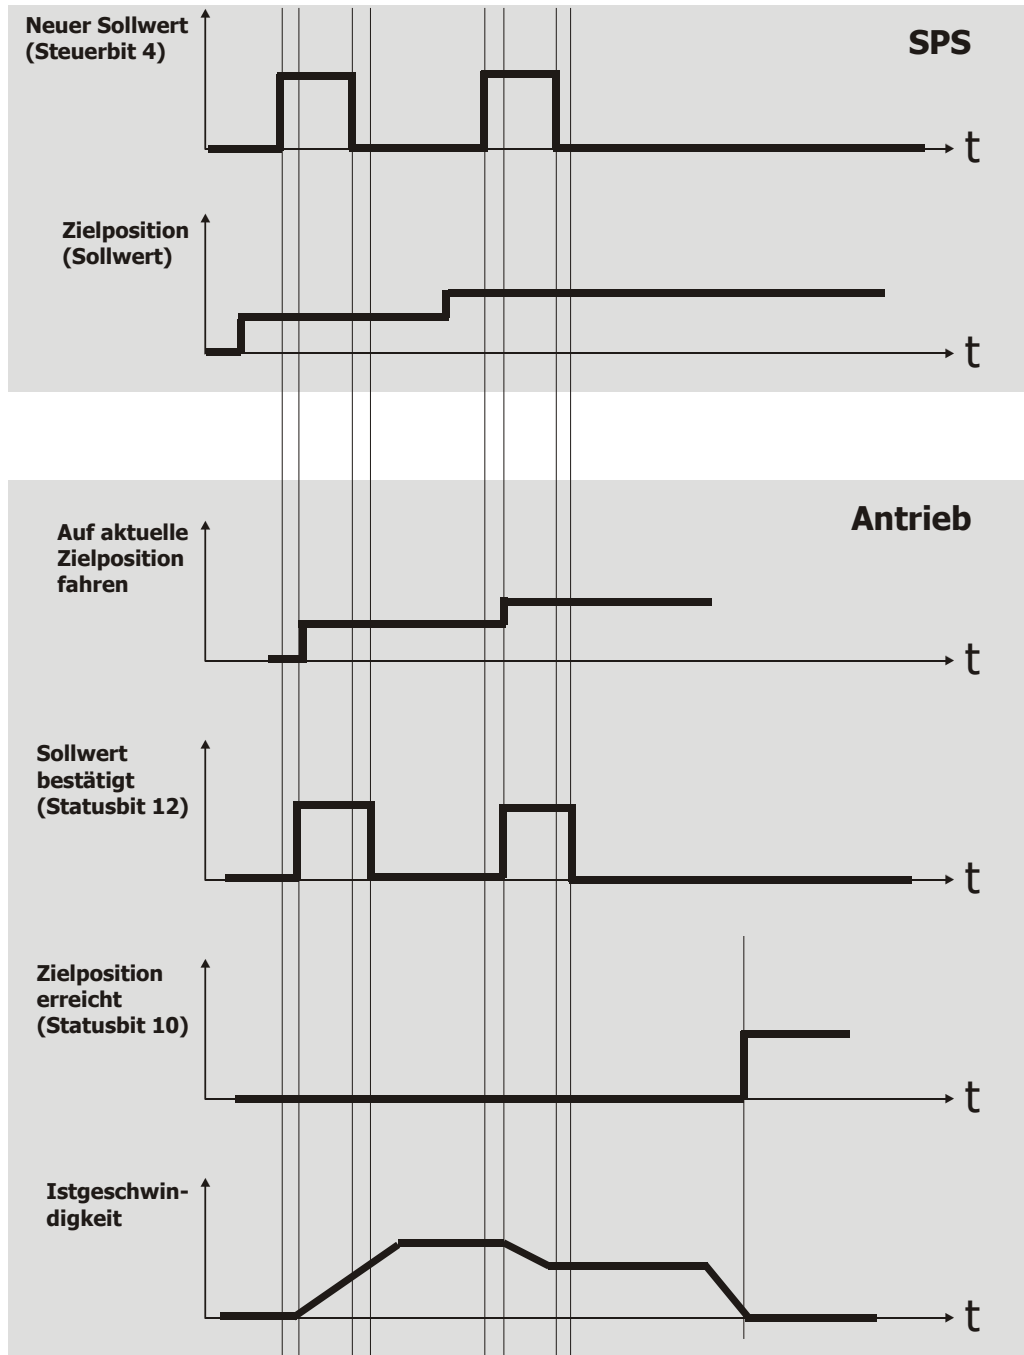 Neuer Sollwert
(Steuerbit 4)
SPS
t
Zielposition
(Sollwert)
t
Antrieb
Auf aktuelle
Zielposition
fahren
t
Sollwert
bestätigt
(Statusbit 12)
t
Zielposition
erreicht
(Statusbit 10)
t
Istgeschwin-
digkeit
t